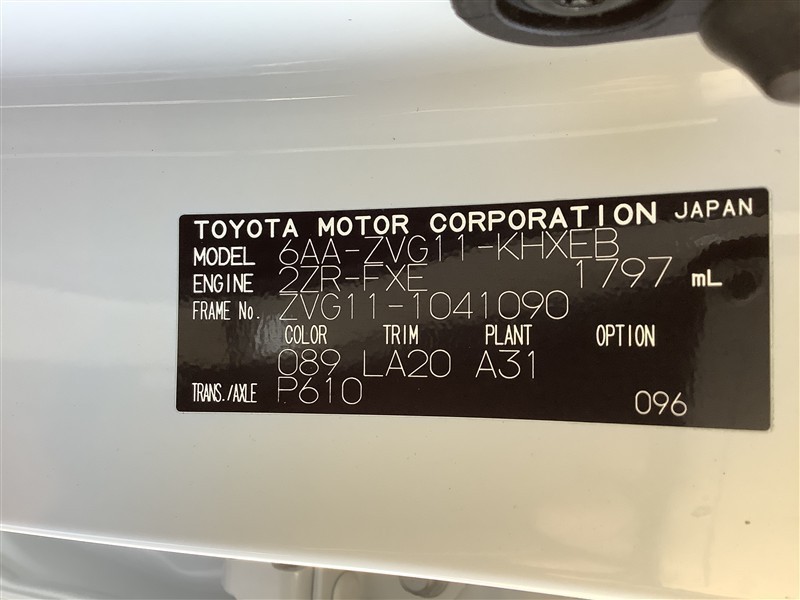 TOYOTA MOTOR CORPORATION JAPAN
MODEL 6AA-ZVG11-KHXEB
ENGINE 2ZR-FXE 1797 mL
FRAME No. ZVG11-1041090
COLOR TRIM PLANT OPTION
089 LA20 A31
TRANS./AXLE P610 096